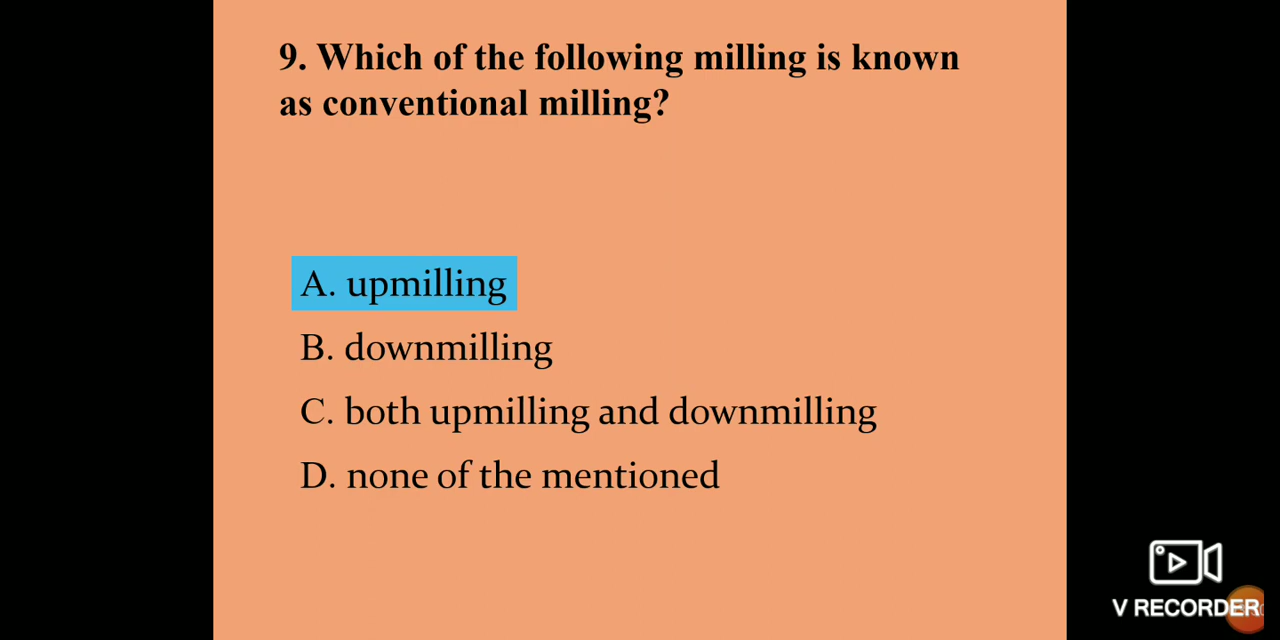 9. Which of the following milling is known
as conventional milling?
A. upmilling
B. downmilling
C. both upmilling and downmilling
D. none of the mentioned
V RECORDER